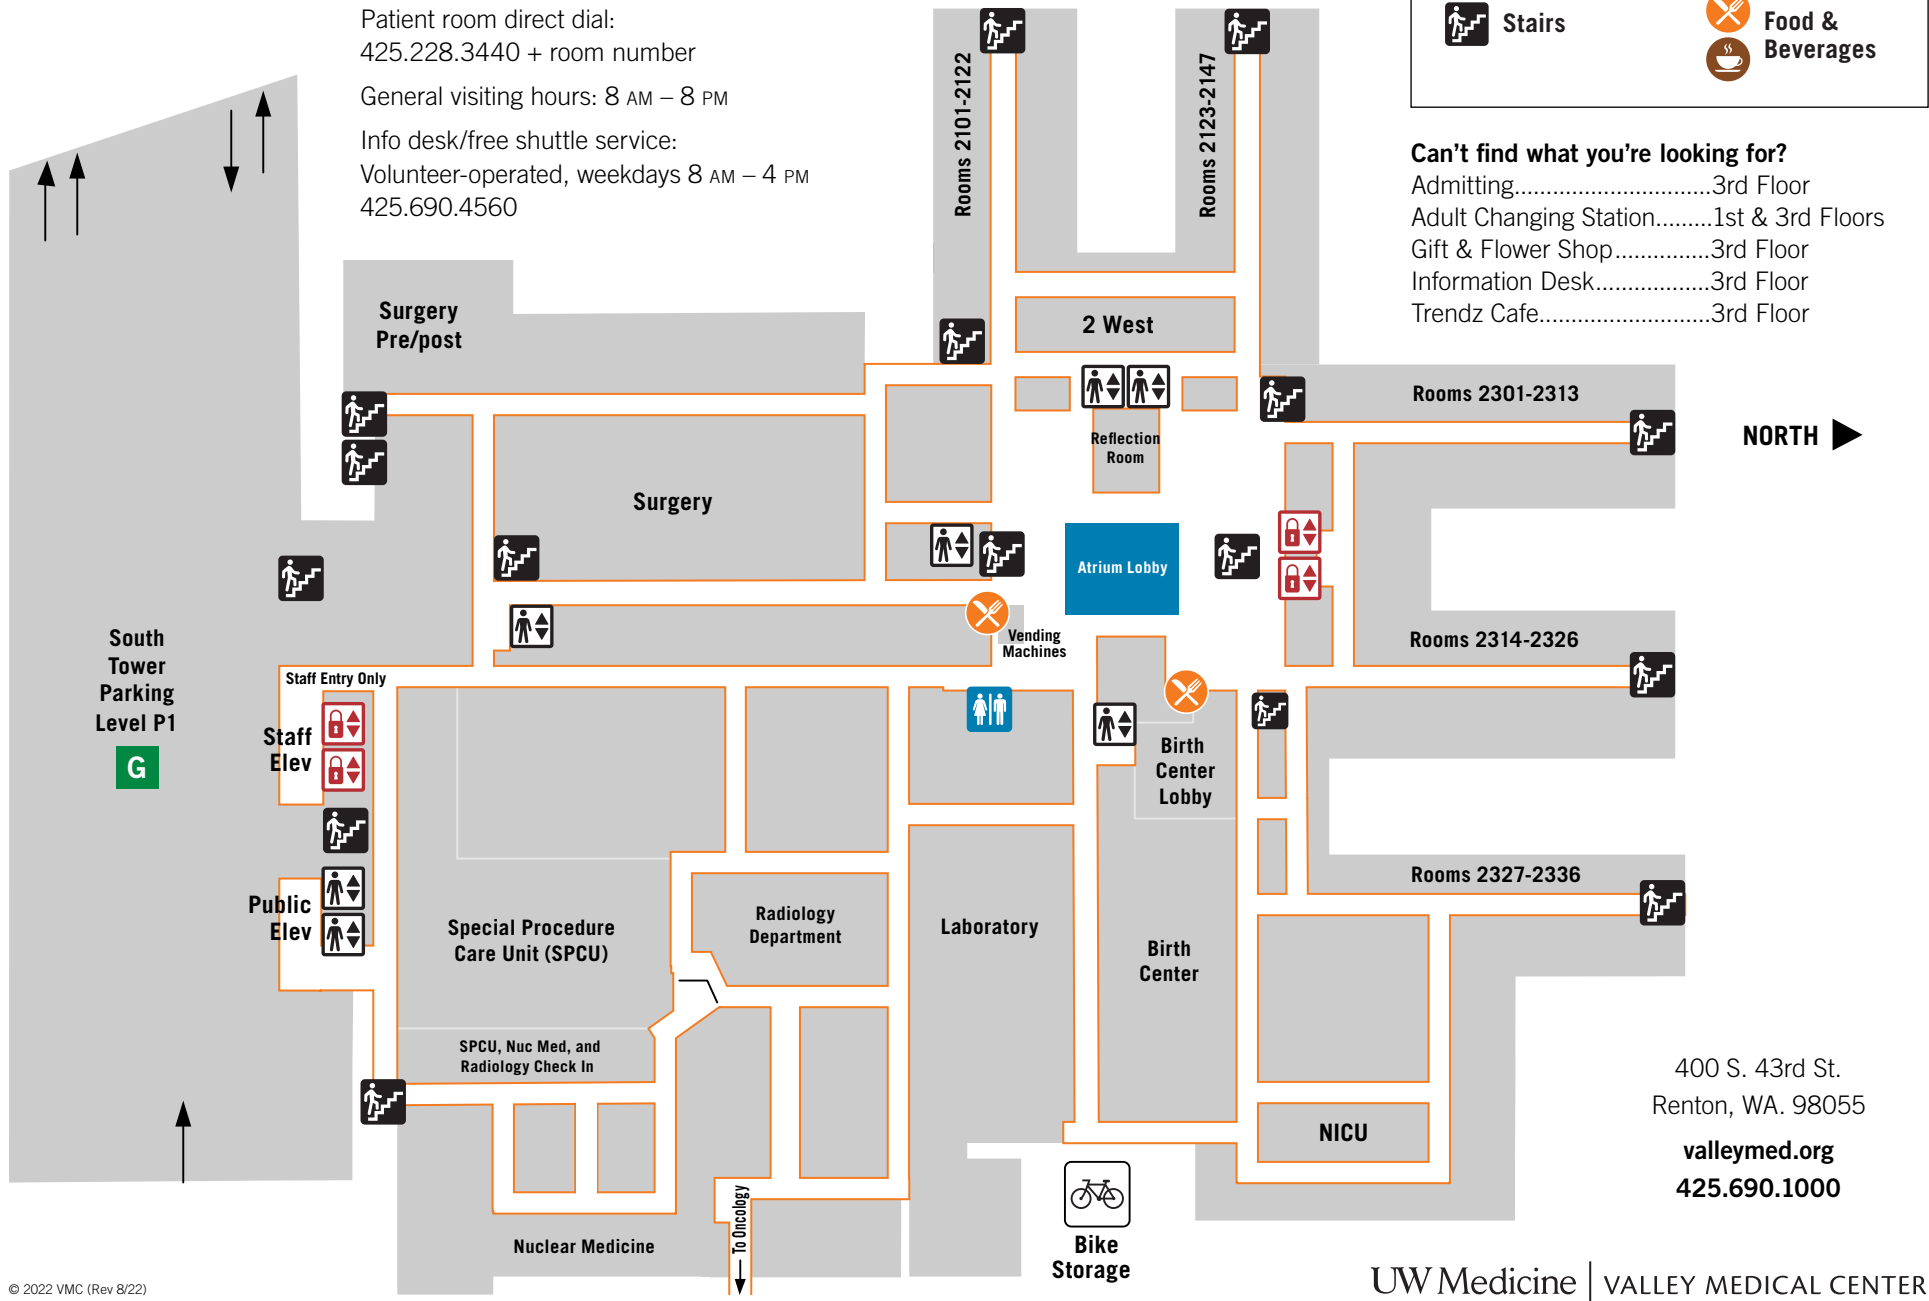 Patient room direct dial:
425.228.3440 + room number
General visiting hours: 8 AM – 8 PM
Info desk/free shuttle service:
Volunteer-operated, weekdays 8 AM – 4 PM
425.690.4560
Stairs
Food &
Beverages
Can't find what you're looking for?
Admitting...............................3rd Floor
Adult Changing Station.........1st & 3rd Floors
Gift & Flower Shop...............3rd Floor
Information Desk..................3rd Floor
Trendz Cafe...........................3rd Floor
Rooms 2101-2122
Rooms 2123-2147
Surgery
Pre/post
2 West
Rooms 2301-2313
NORTH
Reflection
Room
Surgery
Atrium Lobby
Vending
Machines
Rooms 2314-2326
South
Tower
Parking
Level P1
G
Staff Entry Only
Staff
Elev
Public
Elev
Birth
Center
Lobby
Rooms 2327-2336
Special Procedure
Care Unit (SPCU)
Radiology
Department
Laboratory
Birth
Center
SPCU, Nuc Med, and
Radiology Check In
NICU
400 S. 43rd St.
Renton, WA. 98055
valleymed.org
425.690.1000
To Oncology
Nuclear Medicine
Bike
Storage
© 2022 VMC (Rev 8/22)
UW Medicine | VALLEY MEDICAL CENTER